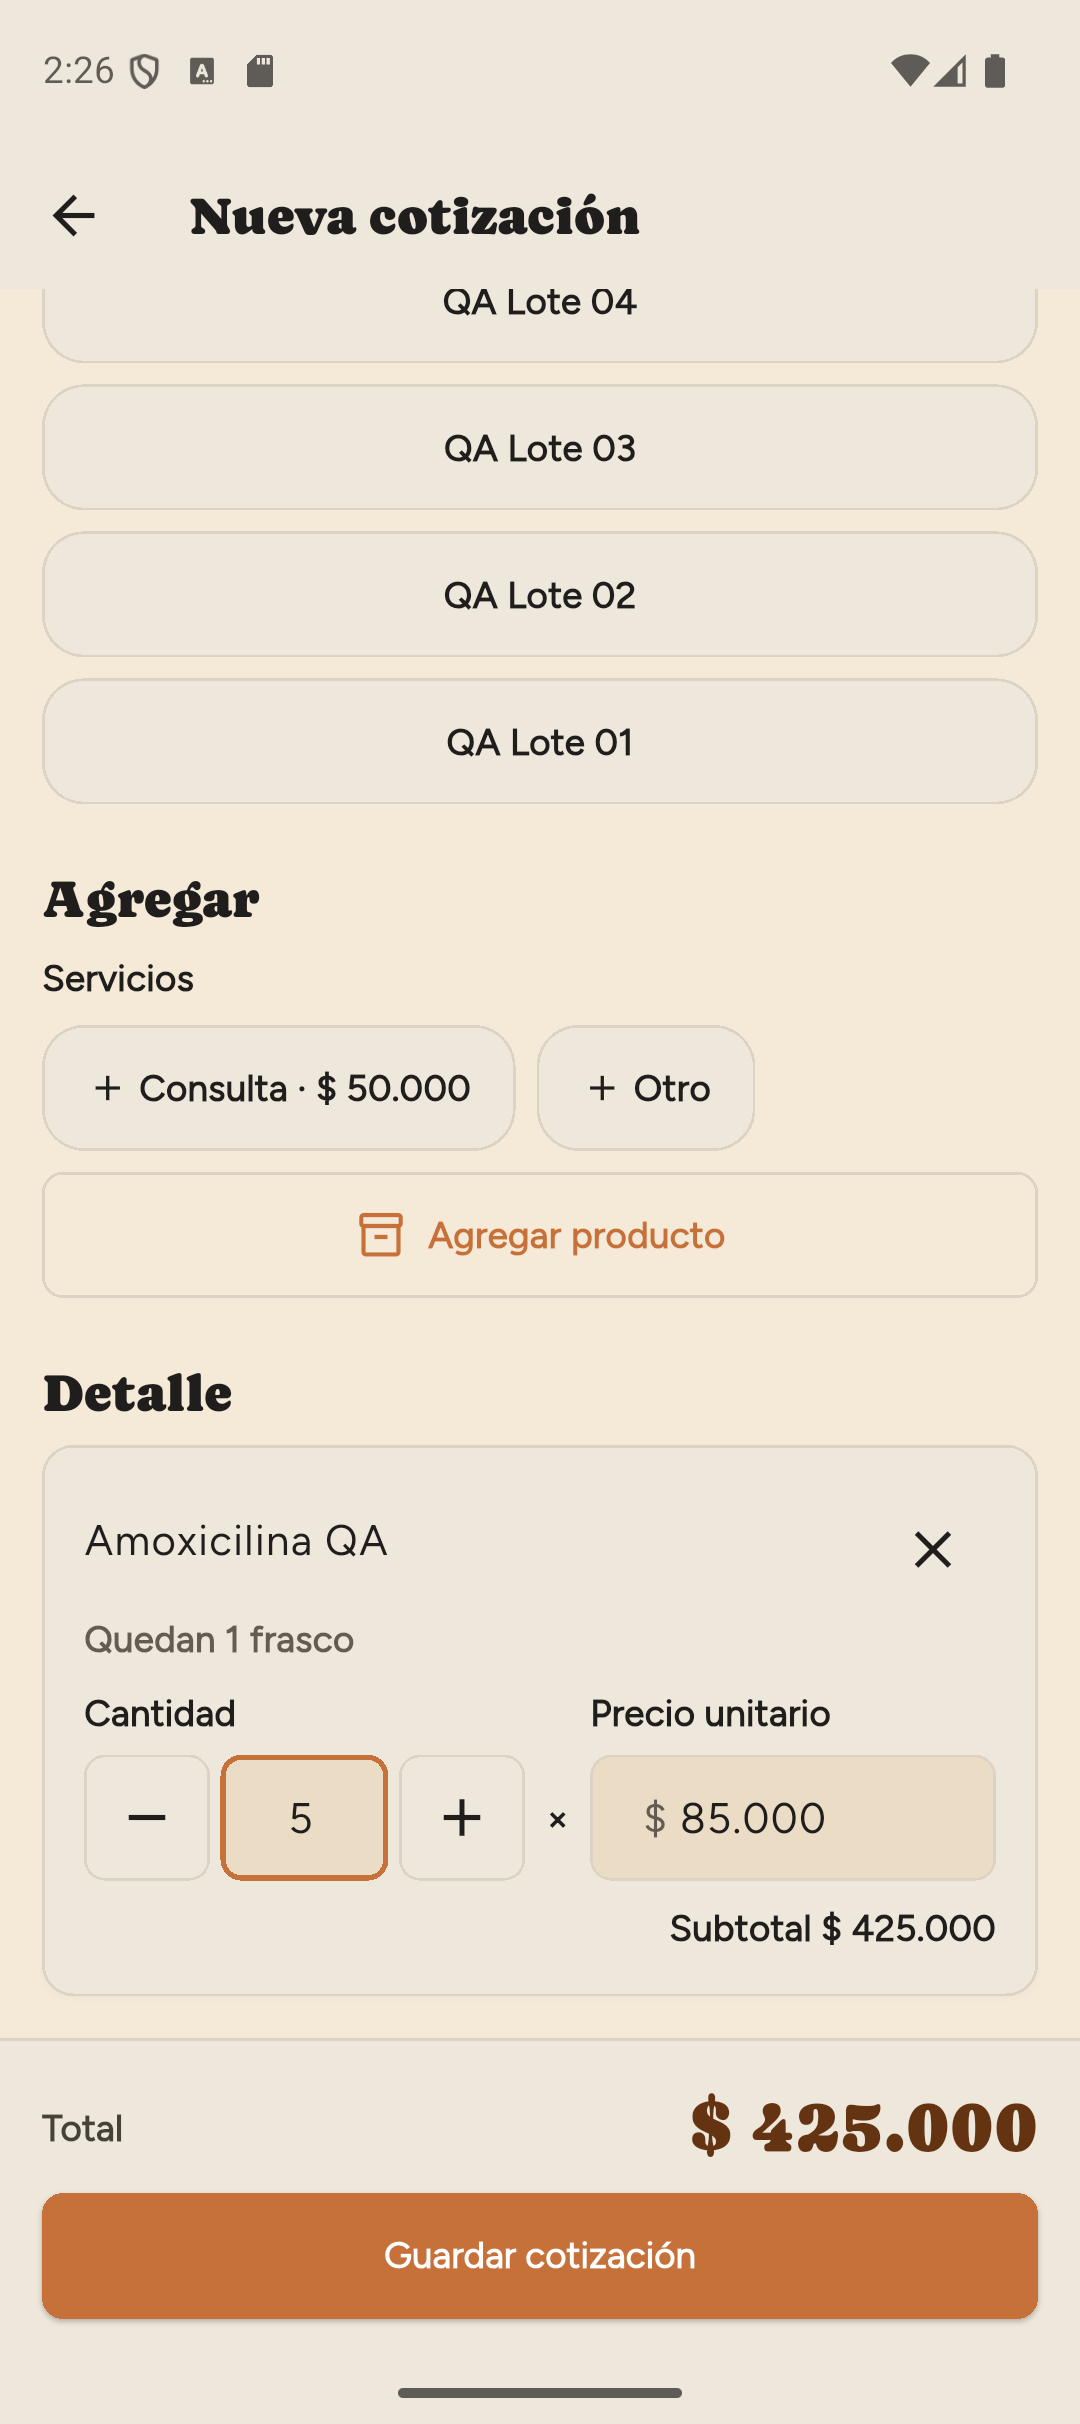 2:26
Nueva cotización
QA Lote 04
QA Lote 03
QA Lote 02
QA Lote 01
Agregar
Servicios
+ Consulta · $ 50.000
+ Otro
Agregar producto
Detalle
Amoxicilina QA
Quedan 1 frasco
Cantidad Precio unitario
− 5 + × $ 85.000
Subtotal $ 425.000
Total $ 425.000
Guardar cotización